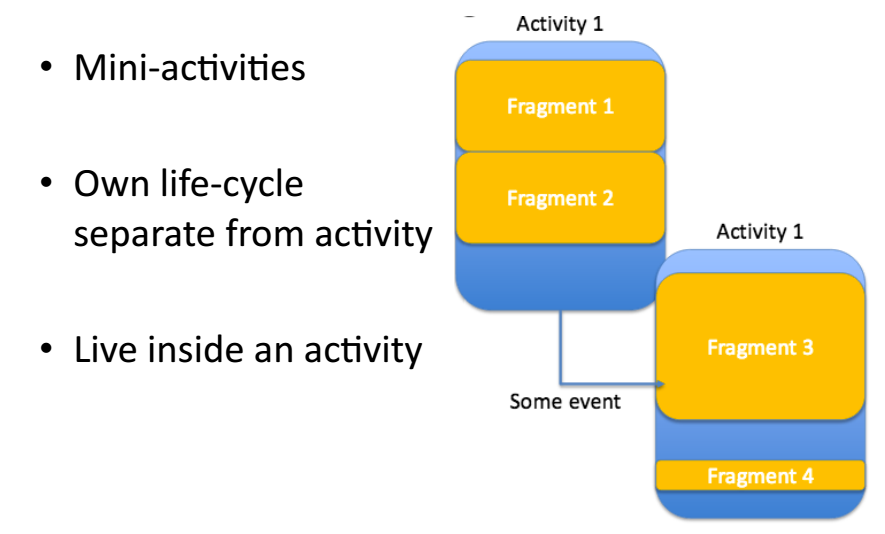 • Mini-activities
• Own life-cycle
separate from activity
• Live inside an activity
Activity 1
Fragment 1
Fragment 2
Some event
Activity 1
Fragment 3
Fragment 4